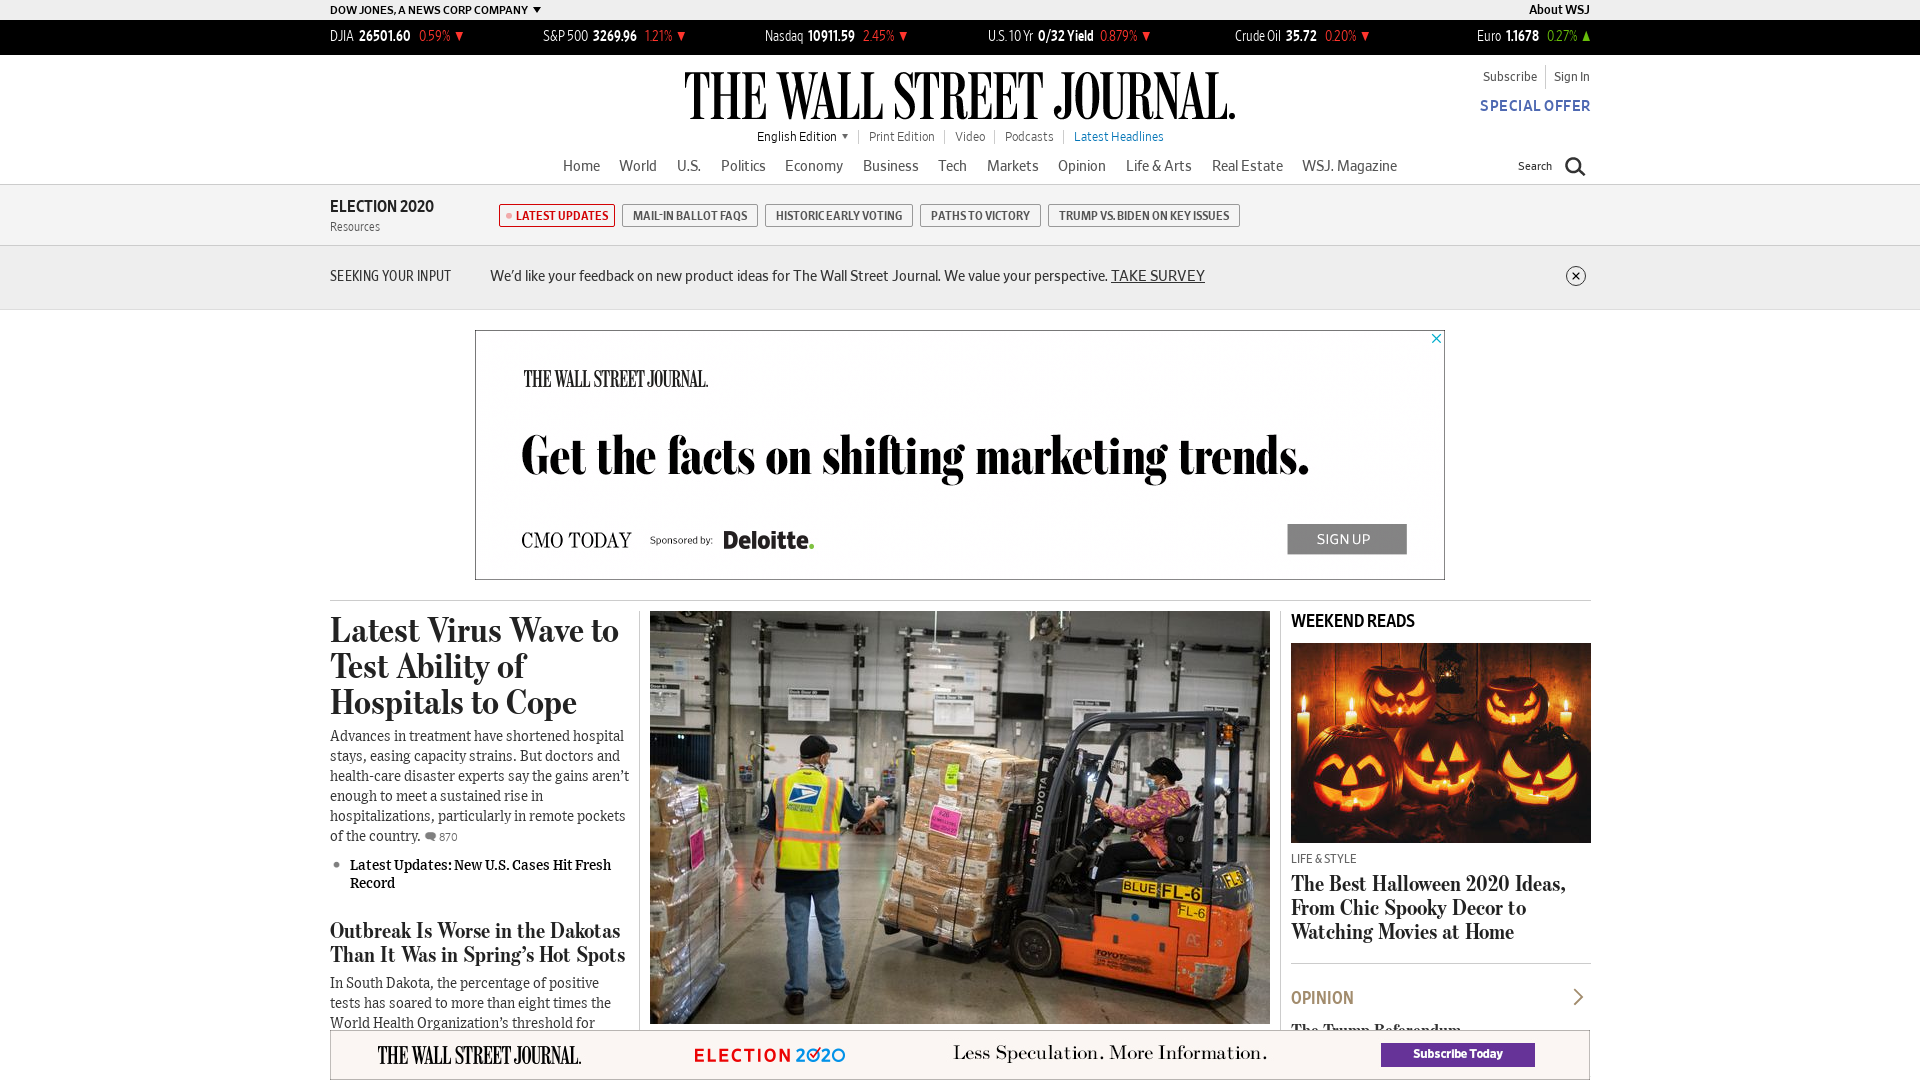 DOW JONES, A NEWS CORP COMPANY
About WSJ
DJIA 26501.60 0.59%
S&P 500 3269.96 1.21%
Nasdaq 10911.59 2.45%
U.S. 10 Yr 0/32 Yield 0.879%
Crude Oil 35.72 0.20%
Euro 1.1678 0.27%
THE WALL STREET JOURNAL.
Subscribe
Sign In
SPECIAL OFFER
English Edition
Print Edition
Video
Podcasts
Latest Headlines
Home
World
U.S.
Politics
Economy
Business
Tech
Markets
Opinion
Life & Arts
Real Estate
WSJ. Magazine
Search
ELECTION 2020
Resources
LATEST UPDATES
MAIL-IN BALLOT FAQS
HISTORIC EARLY VOTING
PATHS TO VICTORY
TRUMP VS. BIDEN ON KEY ISSUES
SEEKING YOUR INPUT
We’d like your feedback on new product ideas for The Wall Street Journal. We value your perspective. TAKE SURVEY
THE WALL STREET JOURNAL.
Get the facts on shifting marketing trends.
CMO TODAY
Sponsored by:
Deloitte.
SIGN UP
Latest Virus Wave to
Test Ability of
Hospitals to Cope
Advances in treatment have shortened hospital
stays, easing capacity strains. But doctors and
health-care disaster experts say the gains aren’t
enough to meet a sustained rise in
hospitalizations, particularly in remote pockets
of the country. 870
Latest Updates: New U.S. Cases Hit Fresh
Record
Outbreak Is Worse in the Dakotas
Than It Was in Spring’s Hot Spots
In South Dakota, the percentage of positive
tests has soared to more than eight times the
World Health Organization’s threshold for
TOYOTA
BLUE FL-6
FL-5
FL-6
AC
TOYOTA
WEEKEND READS
LIFE & STYLE
The Best Halloween 2020 Ideas,
From Chic Spooky Decor to
Watching Movies at Home
OPINION
The Trump Referendum
THE WALL STREET JOURNAL.
ELECTION 2020
Less Speculation. More Information.
Subscribe Today